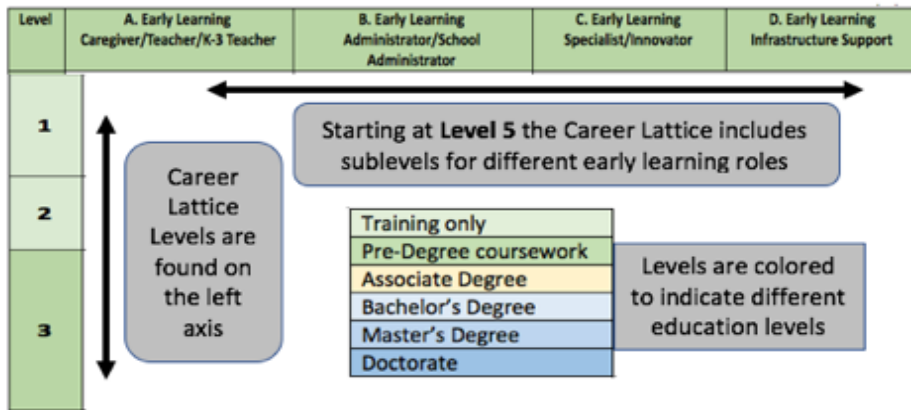 Level
A. Early Learning
Caregiver/Teacher/K-3 Teacher
B. Early Learning
Administrator/School
Administrator
C. Early Learning
Specialist/Innovator
D. Early Learning
Infrastructure Support
1
Starting at Level 5 the Career Lattice includes
sublevels for different early learning roles
Career
Lattice
Levels are
found on
the left
axis
2
3
Training only
Pre-Degree coursework
Associate Degree
Bachelor's Degree
Master's Degree
Doctorate
Levels are colored
to indicate different
education levels